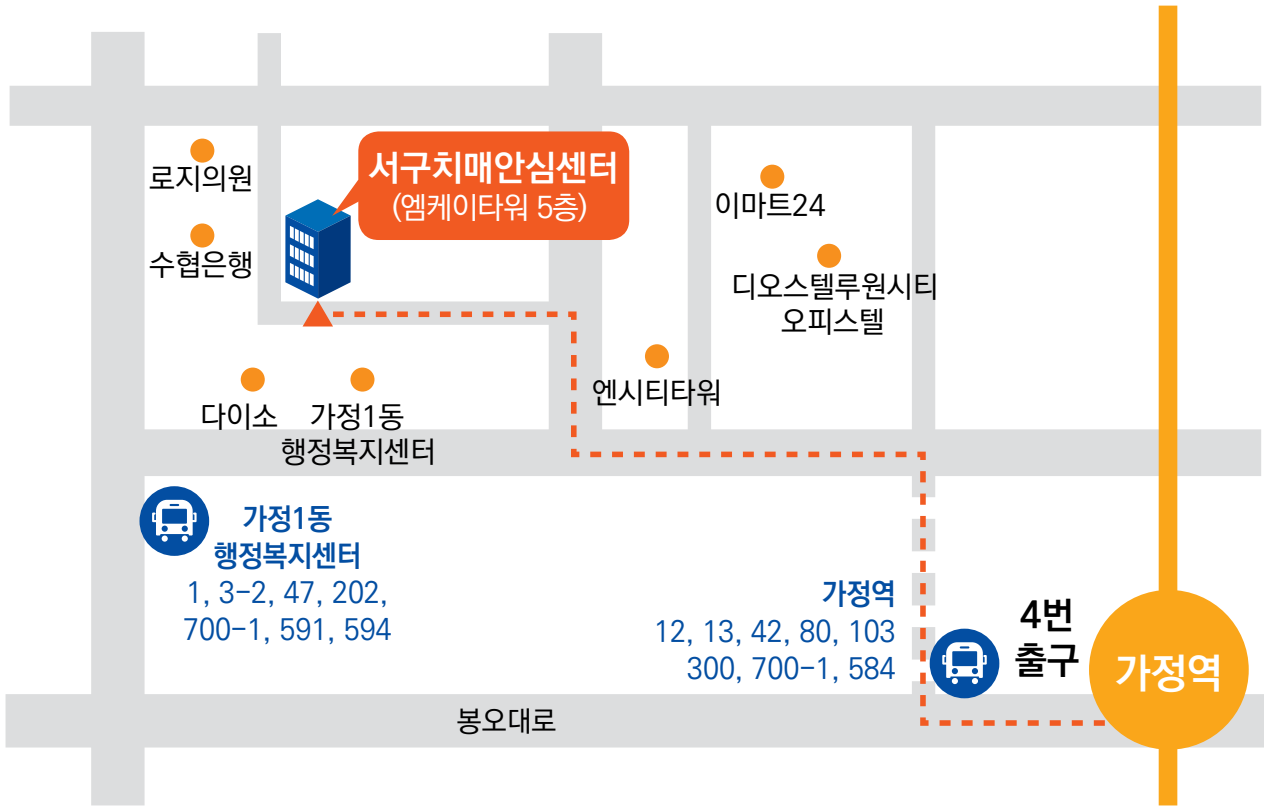 로지의원
서구치매안심센터
(엠케이타워 5층)
이마트24
수협은행
디오스텔루원시티
오피스텔
엔시티타워
다이소
가정1동
행정복지센터
가정1동
행정복지센터
1, 3-2, 47, 202,
700-1, 591, 594
가정역
12, 13, 42, 80, 103
300, 700-1, 584
4번
출구
가정역
봉오대로